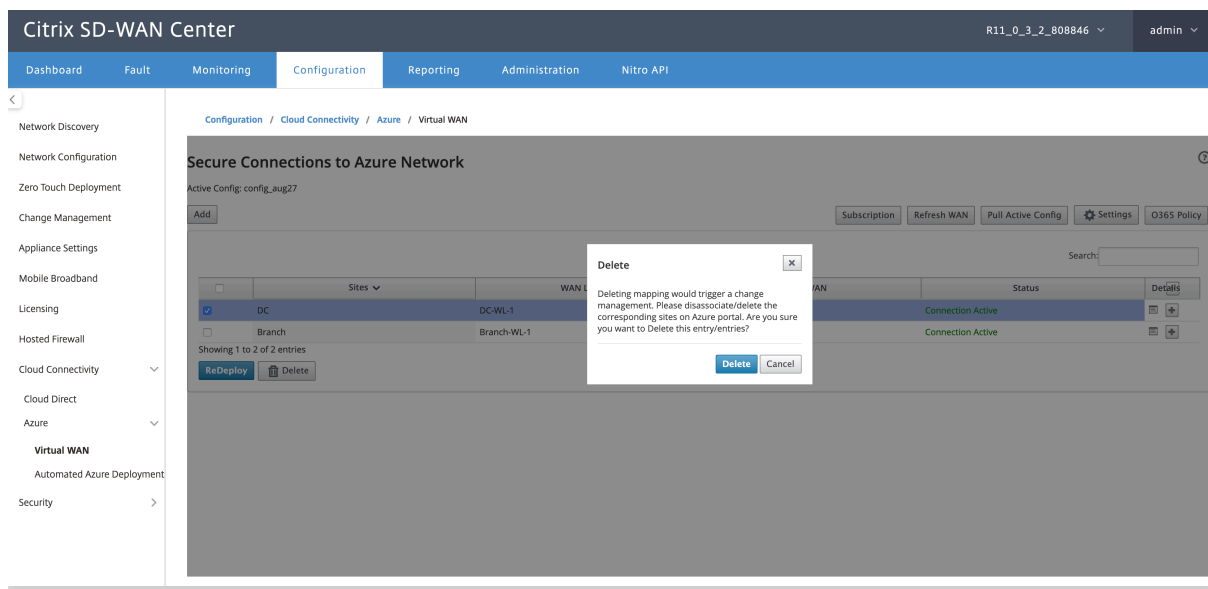 Citrix SD-WAN Center
R11_0_3_2_808846
admin
Dashboard Fault Monitoring Configuration Reporting Administration Nitro API
Network Discovery
Network Configuration
Zero Touch Deployment
Change Management
Appliance Settings
Mobile Broadband
Licensing
Hosted Firewall
Cloud Connectivity
Cloud Direct
Azure
Virtual WAN
Automated Azure Deployment
Security
Configuration / Cloud Connectivity / Azure / Virtual WAN
Secure Connections to Azure Network
Active Config: config_aug27
Add Subscription Refresh WAN Pull Active Config Settings O365 Policy
Search:
Sites WAN L /AN Status Details
DC DC-WL-1 Connection Active
Branch Branch-WL-1 Connection Active
Showing 1 to 2 of 2 entries
ReDeploy Delete
Delete
Deleting mapping would trigger a change
management. Please disassociate/delete the
corresponding sites on Azure portal. Are you sure
you want to Delete this entry/entries?
Delete Cancel